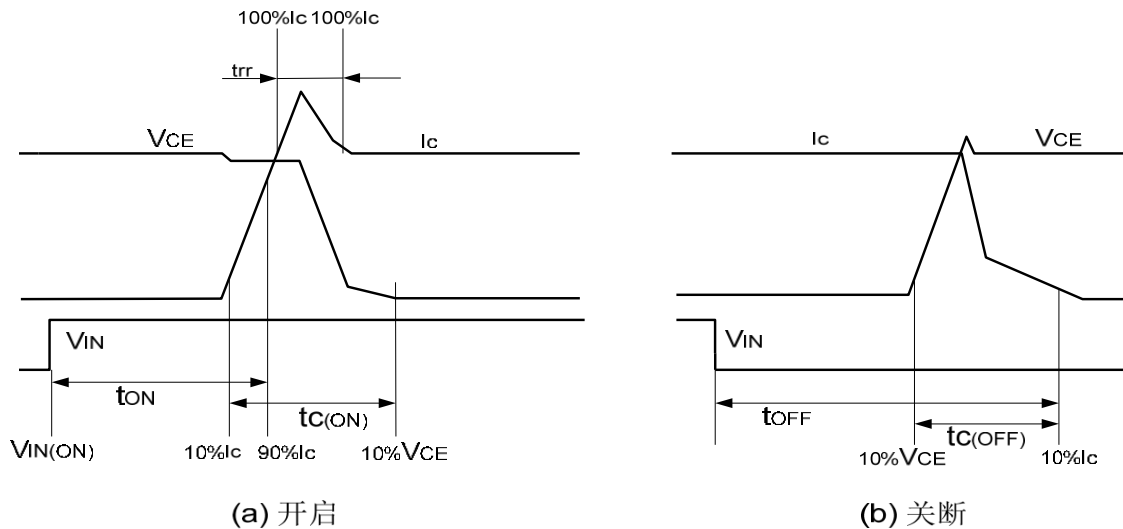 100%Ic 100%Ic
trr
VCE
Ic
VIN
tON
tC(ON)
VIN(ON)
10%Ic 90%Ic 10%VCE
(a) 开启
Ic
VCE
VIN
tOFF
tC(OFF)
10%VCE 10%Ic
(b) 关断